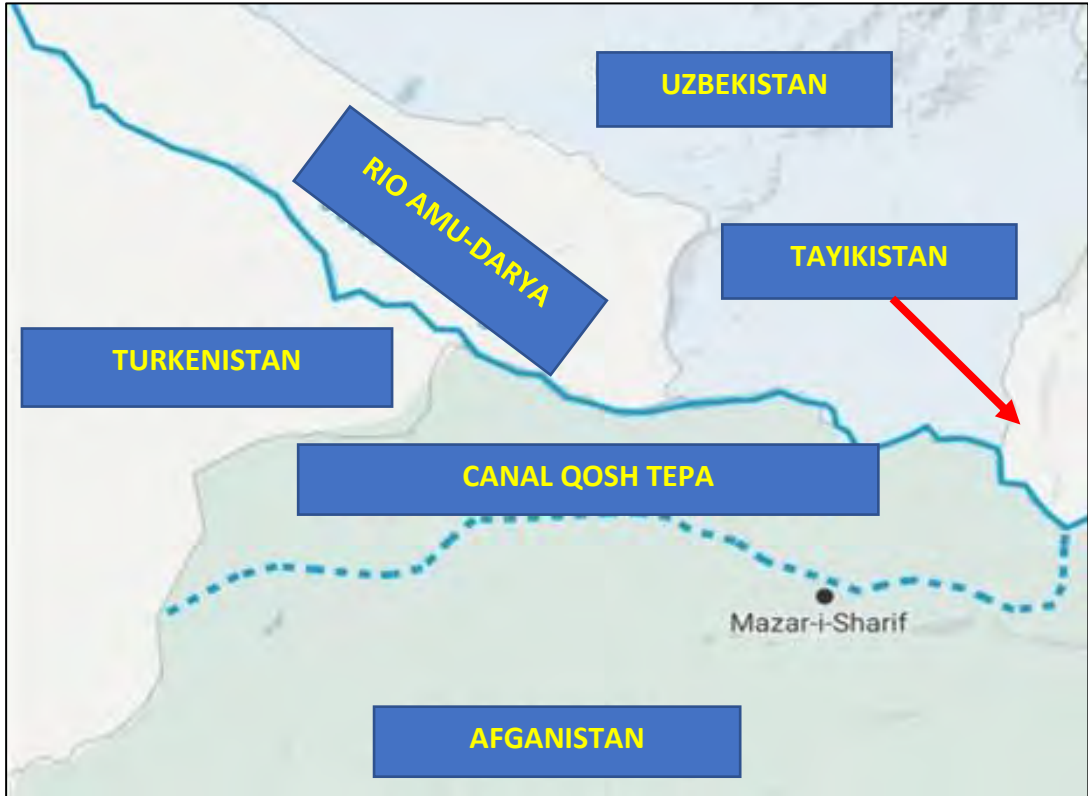 UZBEKISTAN
RIO AMU-DARYA
TAYIKISTAN
TURKENISTAN
CANAL QOSH TEPA
Mazar-i-Sharif
AFGANISTAN